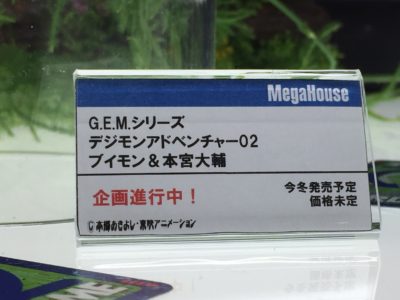 MegaHouse
G.E.M.シリーズ
デジモンアドベンチャー02
ブイモン＆本宮大輔
企画進行中！
今冬発売予定
価格未定
©本郷あきよし・東映アニメーション